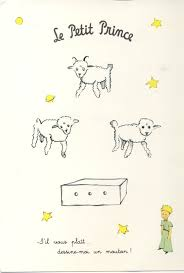 Le Petit Prince
S'il vous plaît...
dessine-moi un mouton !